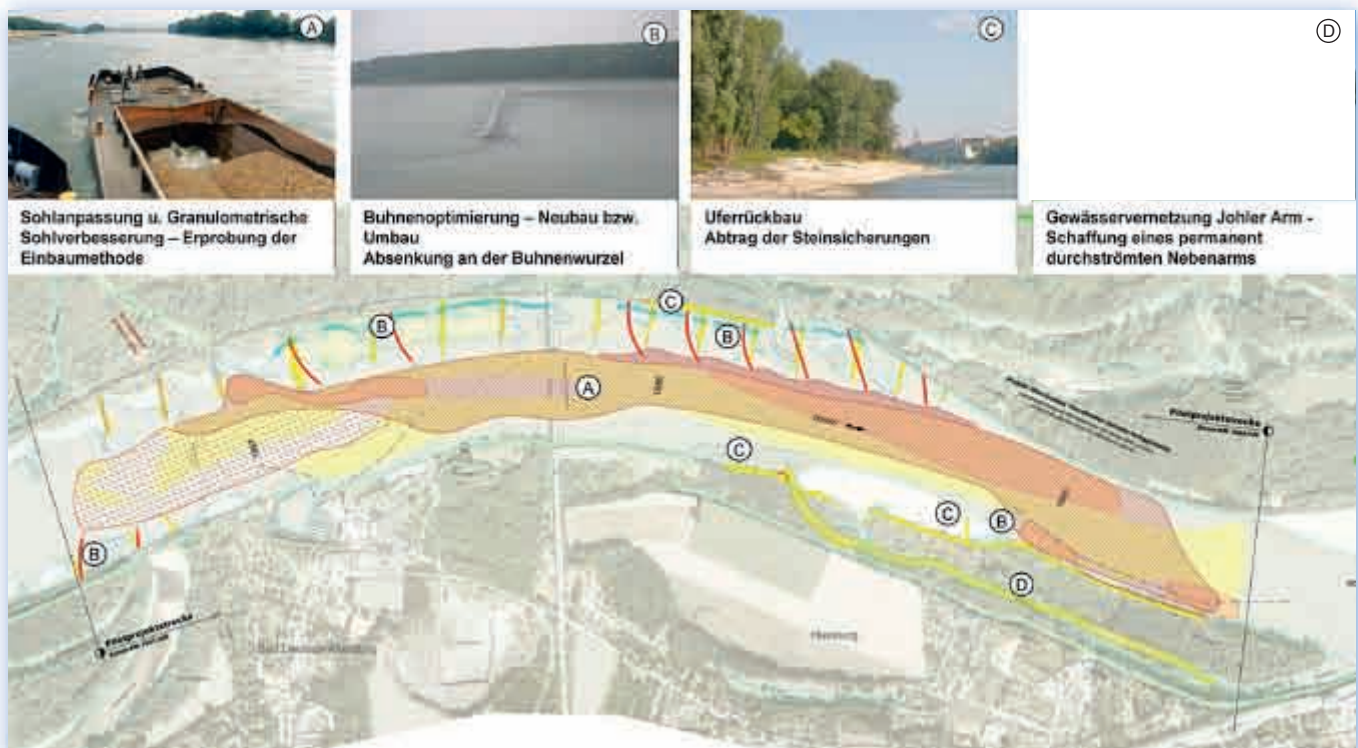 A
B
C
D
Sohlanpassung u. Granulometrische
Sohlverbesserung – Erprobung der
Einbaumethode
Buhnenoptimierung – Neubau bzw.
Umbau
Absenkung an der Buhnenwurzel
Uferrückbau
Abtrag der Steinsicherungen
Gewässervernetzung Johler Arm -
Schaffung eines permanent
durchströmten Nebenarms
C
B
B
A
Pilotprojektstrecke
C
C
B
B
D
Pilotprojektstrecke
Hainburg